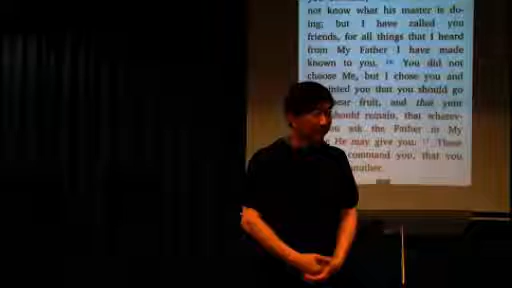 not know what his master is do-
ing; but I have called you
friends, for all things that I heard
from My Father I have made
known to you. You did not
choose Me, but I chose you and
you that you should go
bear fruit, and that your
should remain, that whatev-
ask the Father in My
He may give you. These
command you, that you
another.